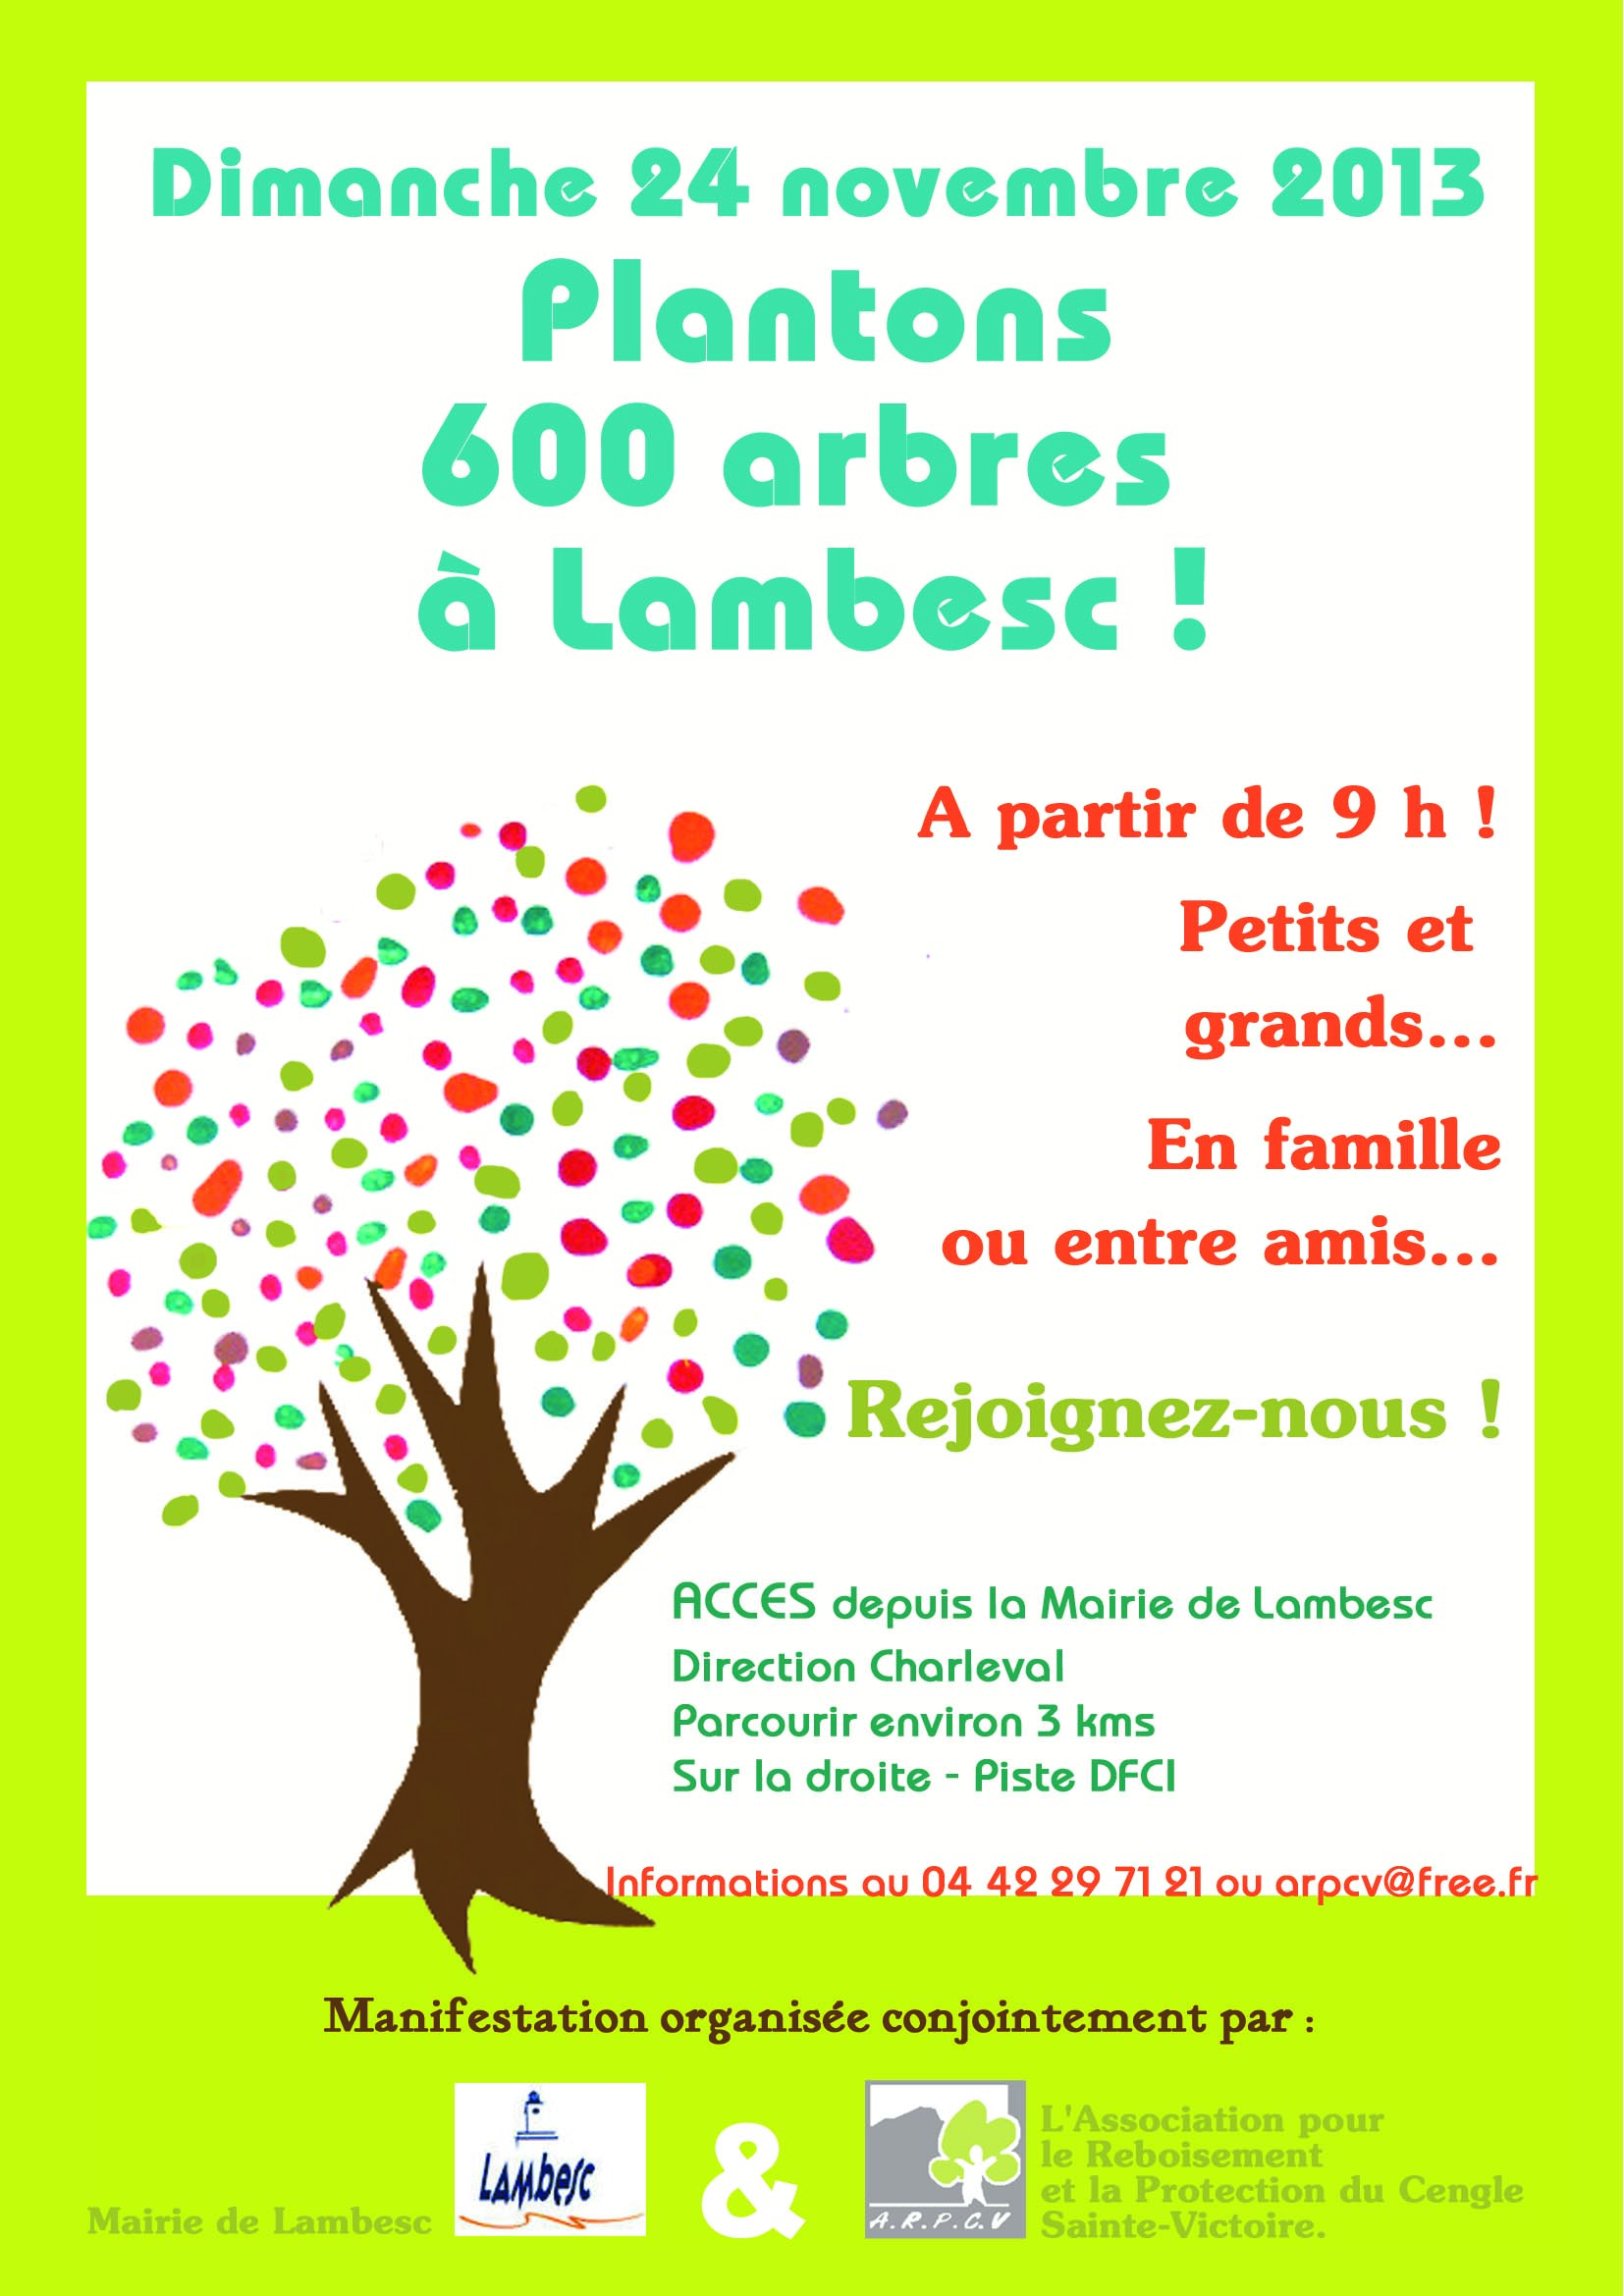 Dimanche 24 novembre 2013
Plantons
600 arbres
à Lambesc !
A partir de 9 h !
Petits et
grands...
En famille
ou entre amis...
Rejoignez-nous !
ACCES depuis la Mairie de Lambesc
Direction Charleval
Parcourir environ 3 kms
Sur la droite - Piste DFCI
Informations au 04 42 29 71 21 ou arpcv@free.fr
Manifestation organisée conjointement par :
Mairie de Lambesc
Lambesc
&
A.R.P.C.V
L'Association pour
le Reboisement
et la Protection du Cengle
Sainte-Victoire.